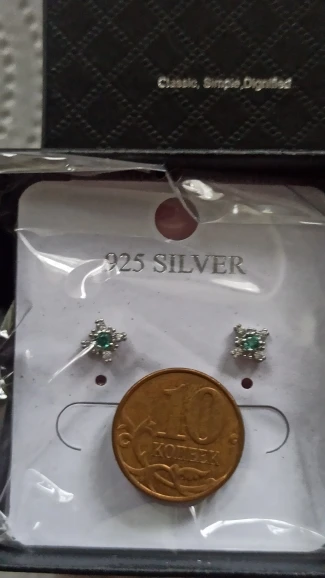 Classic, Simple,Dignified
925 SILVER
10
КОПЕЕК